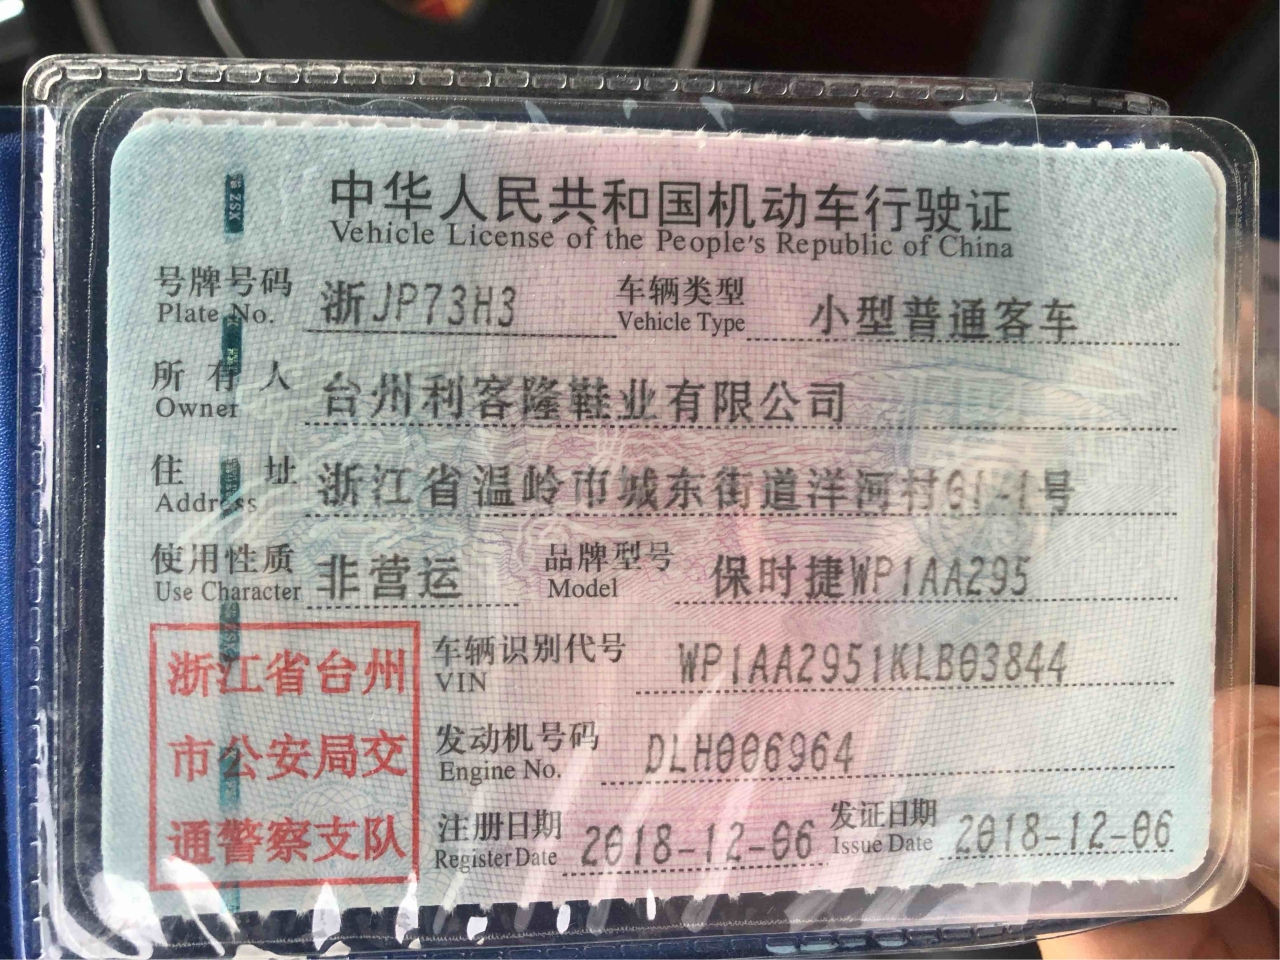 中华人民共和国机动车行驶证
Vehicle License of the People's Republic of China
号牌号码 浙JP73H3 车辆类型 小型普通客车
Plate No. Vehicle Type
所有人 台州利客隆鞋业有限公司
Owner
住址 浙江省温岭市城东街道洋河村61-1号
Address
使用性质 非营运 品牌型号 保时捷WP1AA295
Use Character Model
车辆识别代号 WP1AA2951KLB03844
VIN
发动机号码 DLH006964
Engine No.
注册日期 2018-12-06 发证日期 2018-12-06
Register Date Issue Date
浙江省台州
市公安局交
通警察支队